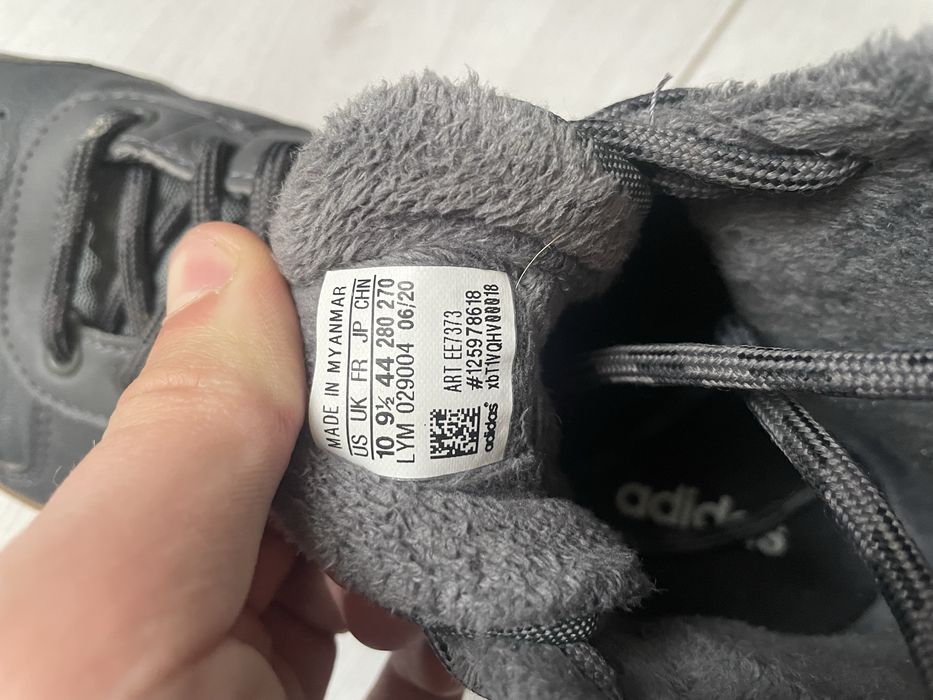 MADE IN MYANMAR
US UK FR JP CHN
10 9½ 44 280 270
LYM 029004 06/20
ART EE7373
#125978618
xbT1VQHV00018
adidas
adidas